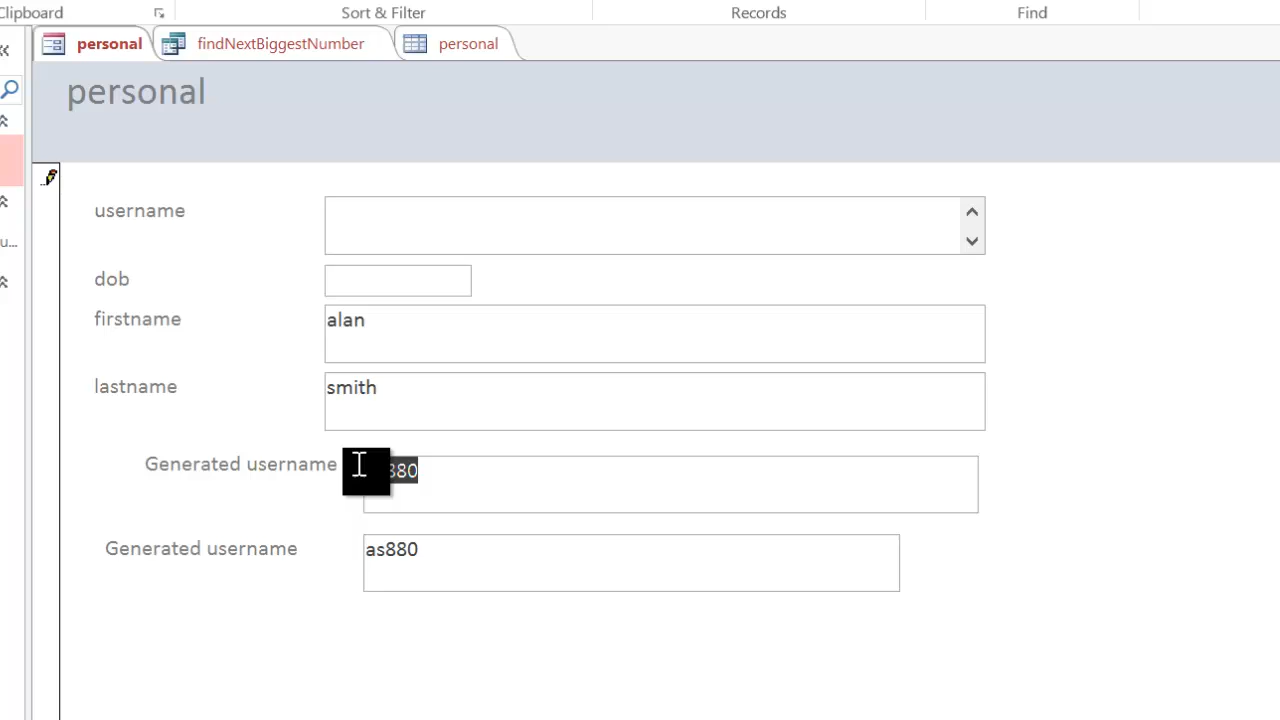 Clipboard
Sort & Filter
Records
Find
personal
findNextBiggestNumber
personal
personal
username
dob
firstname
alan
lastname
smith
Generated username
880
Generated username
as880